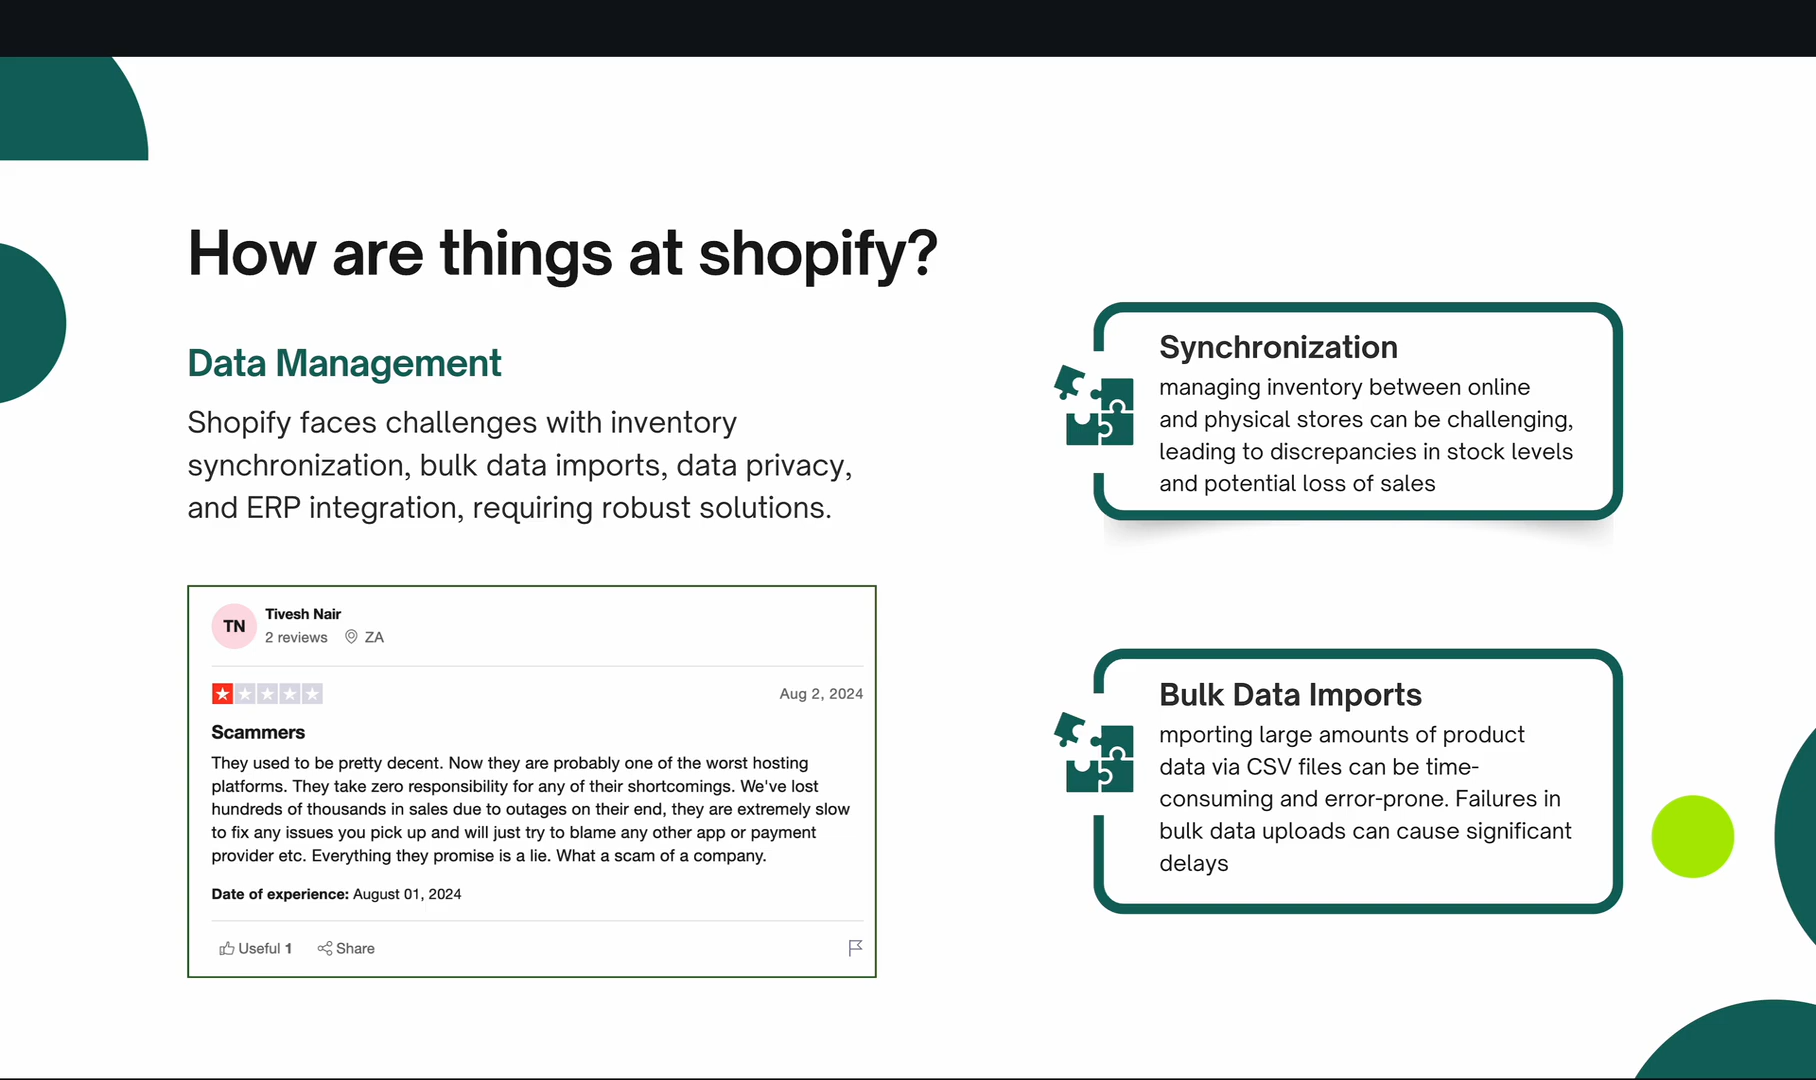 How are things at shopify?
Data Management
Shopify faces challenges with inventory
synchronization, bulk data imports, data privacy,
and ERP integration, requiring robust solutions.
TN
Tivesh Nair
2 reviews ZA
Aug 2, 2024
Scammers
They used to be pretty decent. Now they are probably one of the worst hosting
platforms. They take zero responsibility for any of their shortcomings. We've lost
hundreds of thousands in sales due to outages on their end, they are extremely slow
to fix any issues you pick up and will just try to blame any other app or payment
provider etc. Everything they promise is a lie. What a scam of a company.
Date of experience: August 01, 2024
Useful 1 Share
Synchronization
managing inventory between online
and physical stores can be challenging,
leading to discrepancies in stock levels
and potential loss of sales
Bulk Data Imports
mporting large amounts of product
data via CSV files can be time-
consuming and error-prone. Failures in
bulk data uploads can cause significant
delays